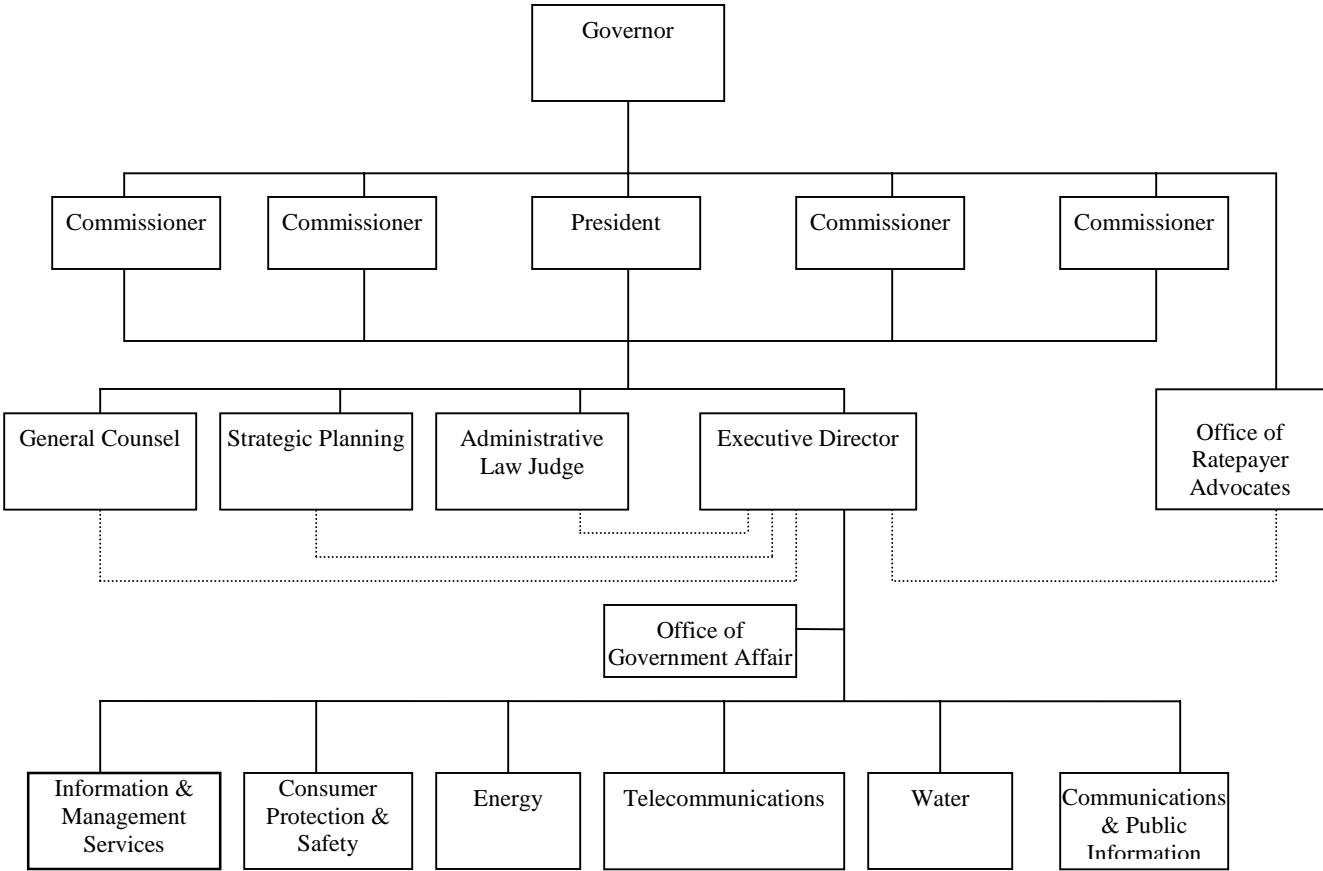 Governor
Commissioner
Commissioner
President
Commissioner
Commissioner
General Counsel
Strategic Planning
Administrative
Law Judge
Executive Director
Office of
Ratepayer
Advocates
Office of
Government Affair
Information &
Management
Services
Consumer
Protection &
Safety
Energy
Telecommunications
Water
Communications
& Public
Information